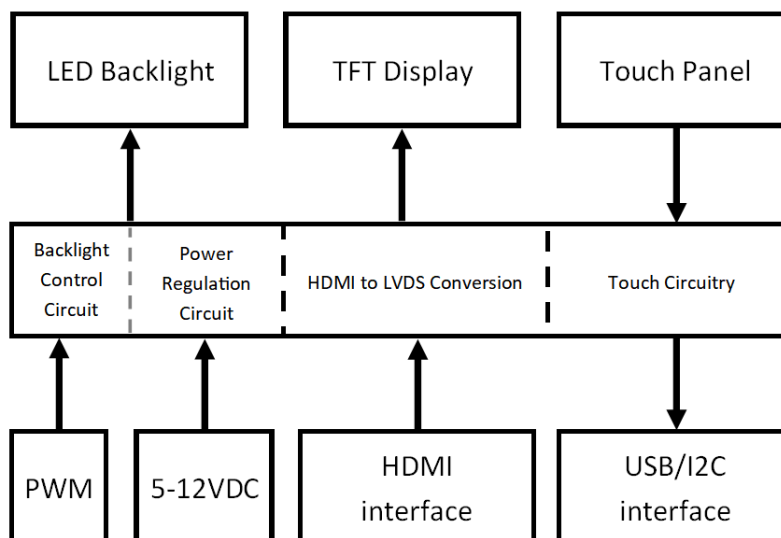 LED Backlight
TFT Display
Touch Panel
Backlight
Control
Circuit
Power
Regulation
Circuit
HDMI to LVDS Conversion
Touch Circuitry
PWM
5-12VDC
HDMI
interface
USB/I2C
interface